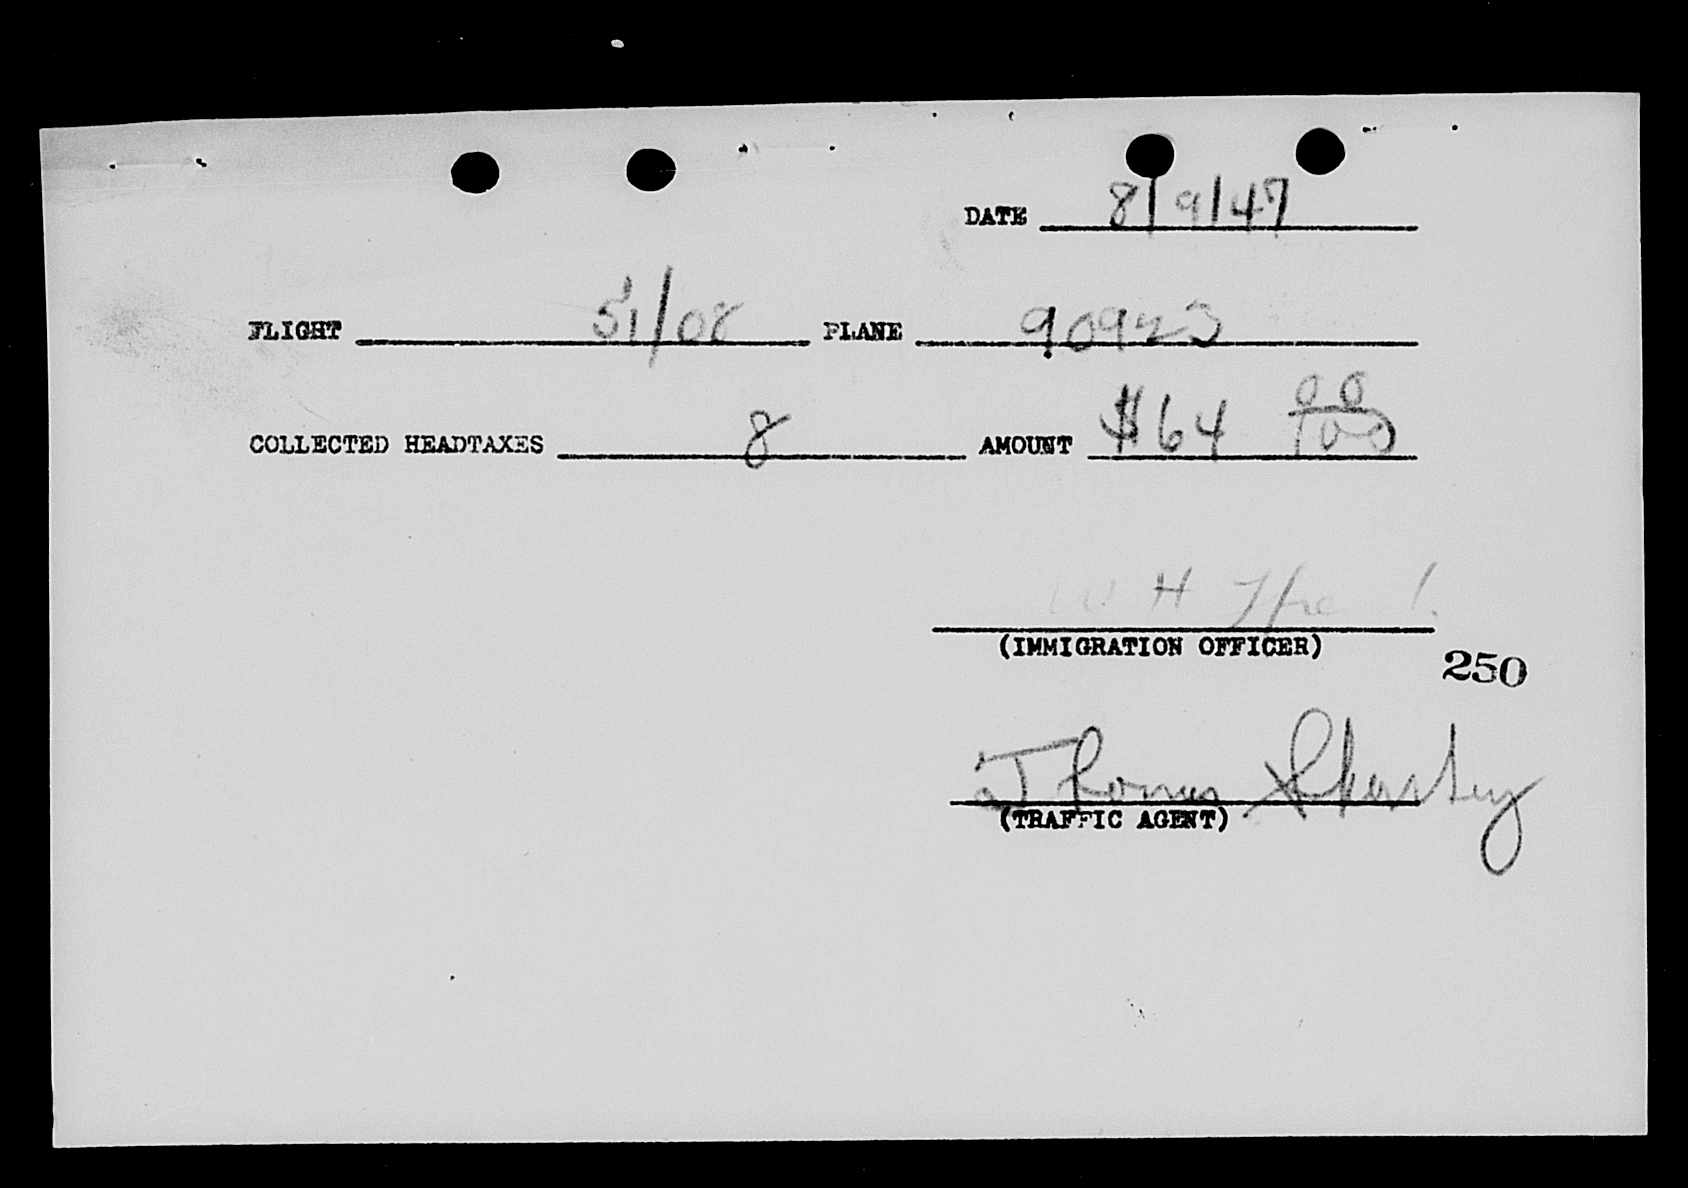 DATE 8/9/47
FLIGHT 51/08 PLANE 90923
COLLECTED HEADTAXES 8 AMOUNT $64 00/100
W H
(IMMIGRATION OFFICER)
250
Thomas
(TRAFFIC AGENT)